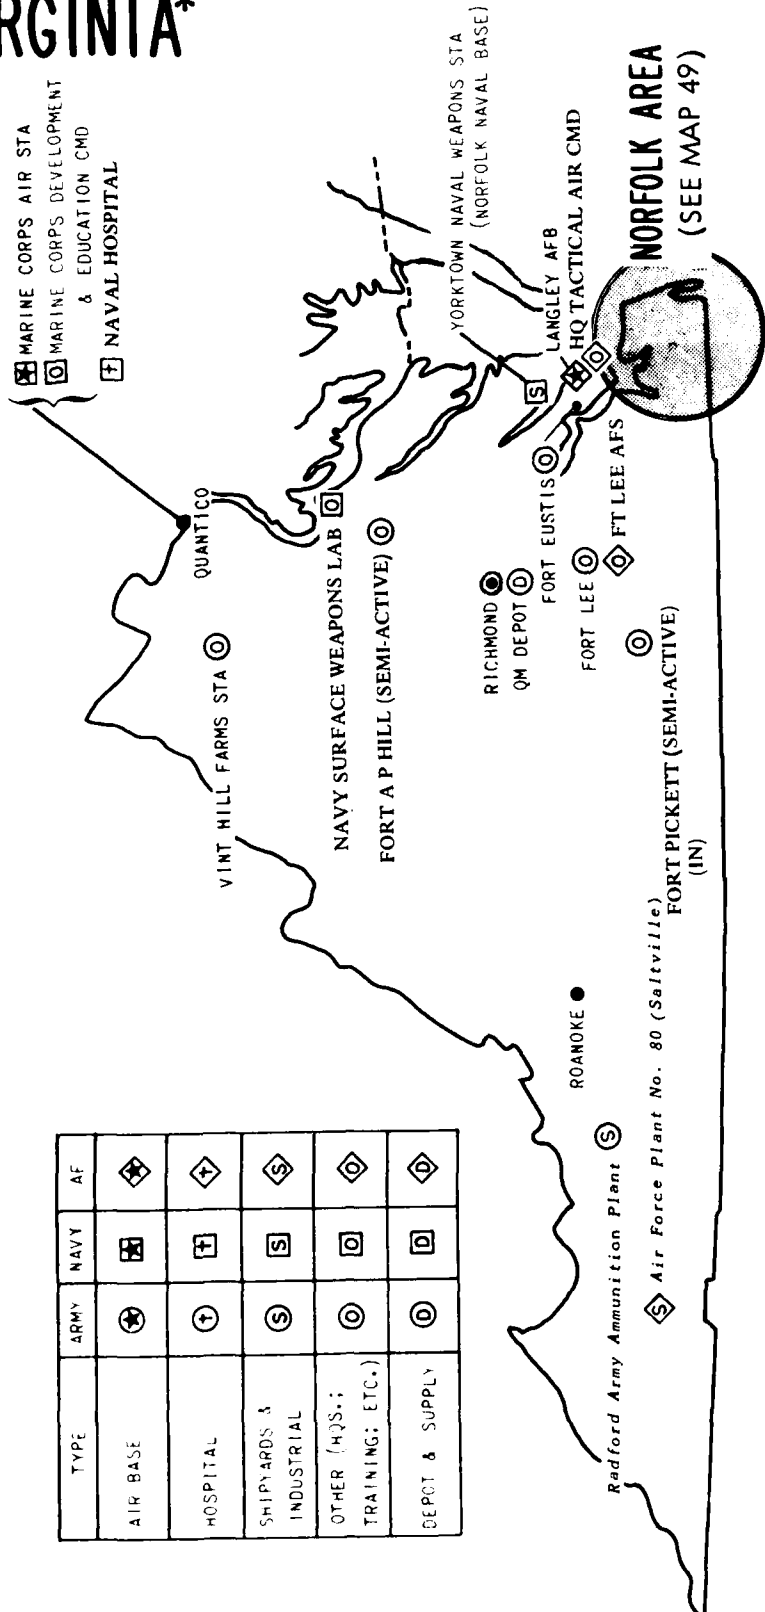 RGINIA*
MARINE CORPS AIR STA
MARINE CORPS DEVELOPMENT
& EDUCATION CMD
NAVAL HOSPITAL
QUANTICO
VINT HILL FARMS STA
NAVY SURFACE WEAPONS LAB
FORT A P HILL (SEMI-ACTIVE)
YORKTOWN NAVAL WEAPONS STA
(NORFOLK NAVAL BASE)
LANGLEY AFB
HQ TACTICAL AIR CMD
NORFOLK AREA
(SEE MAP 49)
RICHMOND
QM DEPOT D
FORT EUSTIS
FORT LEE
FT LEE AFS
FORT PICKETT (SEMI-ACTIVE)
(IN)
ROANOKE
Radford Army Ammunition Plant S
S Air Force Plant No. 80 (Saltville)
TYPE ARMY NAVY AF
AIR BASE
HOSPITAL
SHIPYARDS & INDUSTRIAL S S S
OTHER (HQS.; TRAINING; ETC.) O O O
DEPOT & SUPPLY D D D